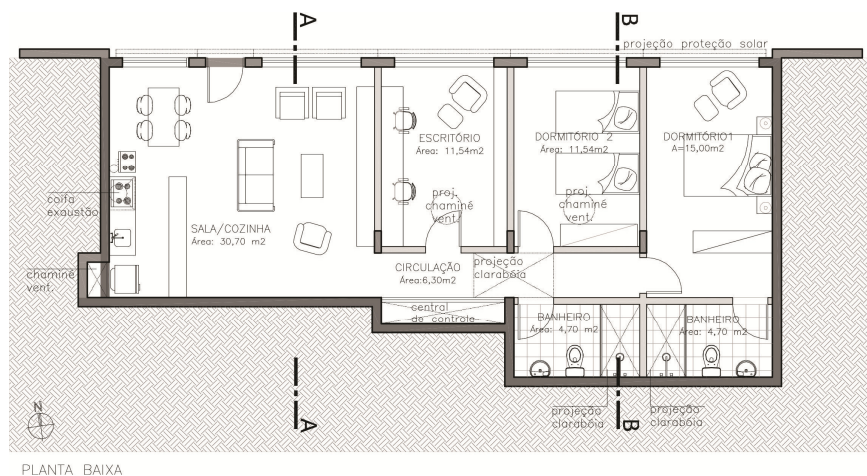 A
B
projeção proteção solar
ESCRITÓRIO
Área: 11,54m2
DORMITÓRIO 2
Área: 11,54m2
DORMITÓRIO1
A=15,00m2
coifa
exaustão
proj.
chaminé
vent.
proj.
chaminé
vent.
SALA/COZINHA
Área: 30,70 m2
chaminé
vent.
CIRCULAÇÃO
Área:6,30m2
projeção
clarabóia
central
de controle
BANHEIRO
Área: 4,70 m2
BANHEIRO
Área: 4,70 m2
A
B
projeção
clarabóia
projeção
clarabóia
N
PLANTA BAIXA